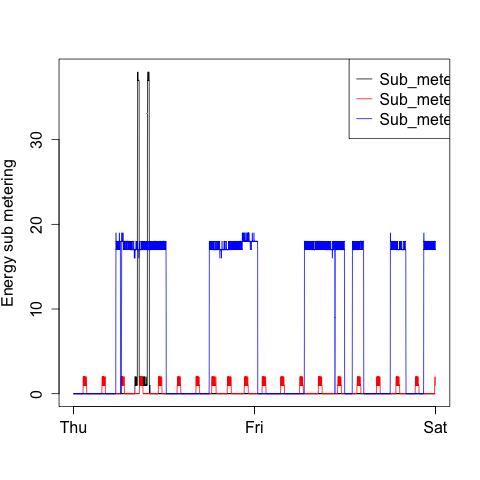 Sub_mete
Sub_mete
Sub_mete
Energy sub metering
30
20
10
0
Thu Fri Sat